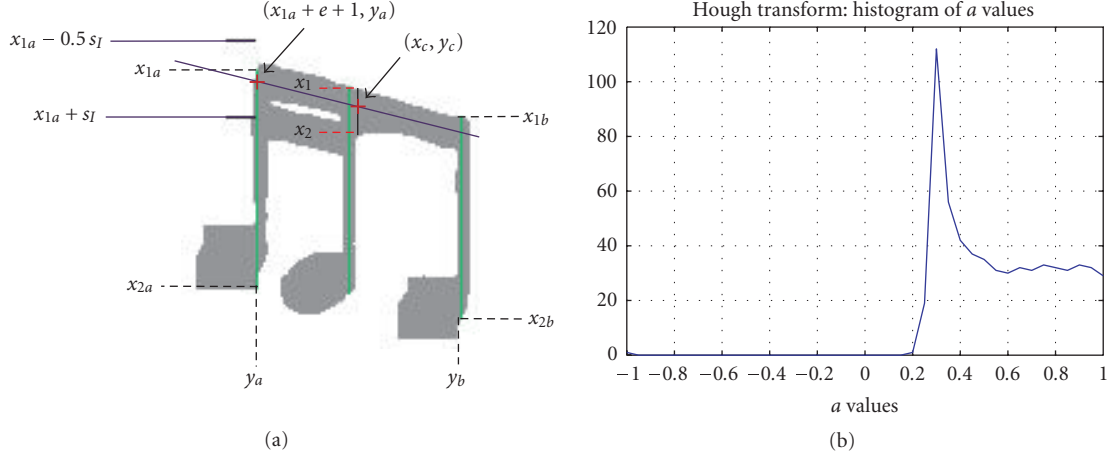 (x1a + e + 1, ya)
x1a − 0.5 sI
(xc, yc)
x1a
x1
x1a + sI
x2
x1b
x2a
x2b
ya
yb
(a)
Hough transform: histogram of a values
120
100
80
60
40
20
0
−1 −0.8 −0.6 −0.4 −0.2 0 0.2 0.4 0.6 0.8 1
a values
(b)